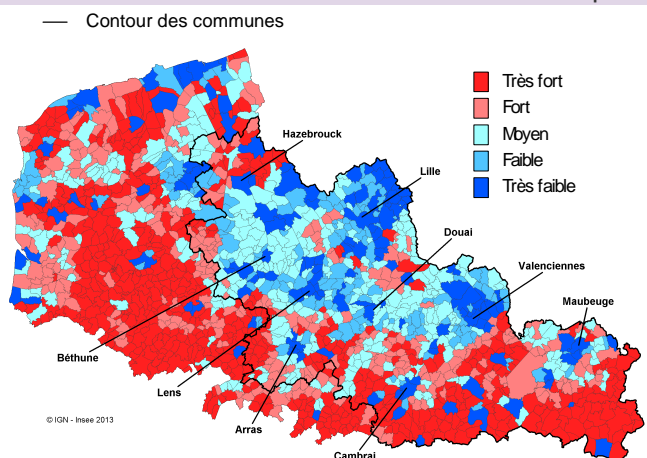 Contour des communes
Très fort
Fort
Moyen
Faible
Très faible
Hazebrouck
Lille
Douai
Valenciennes
Maubeuge
Béthune
Lens
Arras
Cambrai
© IGN - Insee 2013